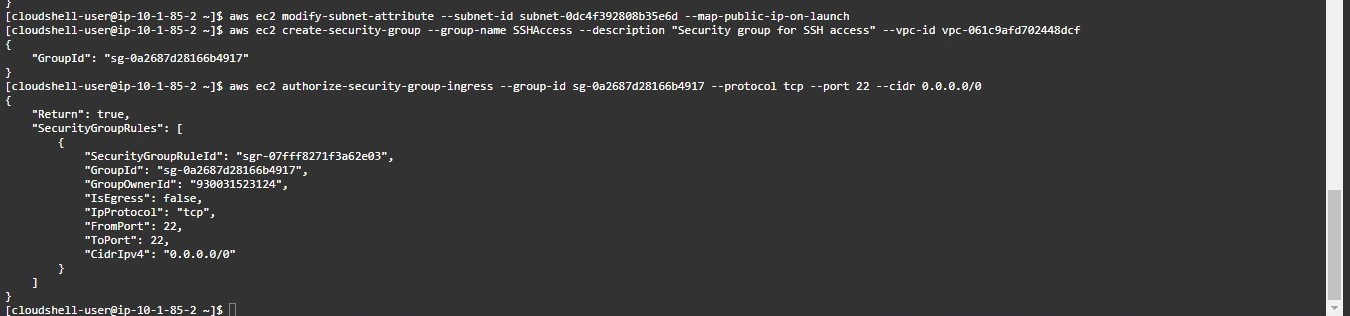 }
[cloudshell-user@ip-10-1-85-2 ~]$ aws ec2 modify-subnet-attribute --subnet-id subnet-0dc4f392808b35e6d --map-public-ip-on-launch
[cloudshell-user@ip-10-1-85-2 ~]$ aws ec2 create-security-group --group-name SSHAccess --description "Security group for SSH access" --vpc-id vpc-061c9afd702448dcf
{
    "GroupId": "sg-0a2687d28166b4917"
}
[cloudshell-user@ip-10-1-85-2 ~]$ aws ec2 authorize-security-group-ingress --group-id sg-0a2687d28166b4917 --protocol tcp --port 22 --cidr 0.0.0.0/0
{
    "Return": true,
    "SecurityGroupRules": [
        {
            "SecurityGroupRuleId": "sgr-07fff8271f3a62e03",
            "GroupId": "sg-0a2687d28166b4917",
            "GroupOwnerId": "930031523124",
            "IsEgress": false,
            "IpProtocol": "tcp",
            "FromPort": 22,
            "ToPort": 22,
            "CidrIpv4": "0.0.0.0/0"
        }
    ]
}
[cloudshell-user@ip-10-1-85-2 ~]$